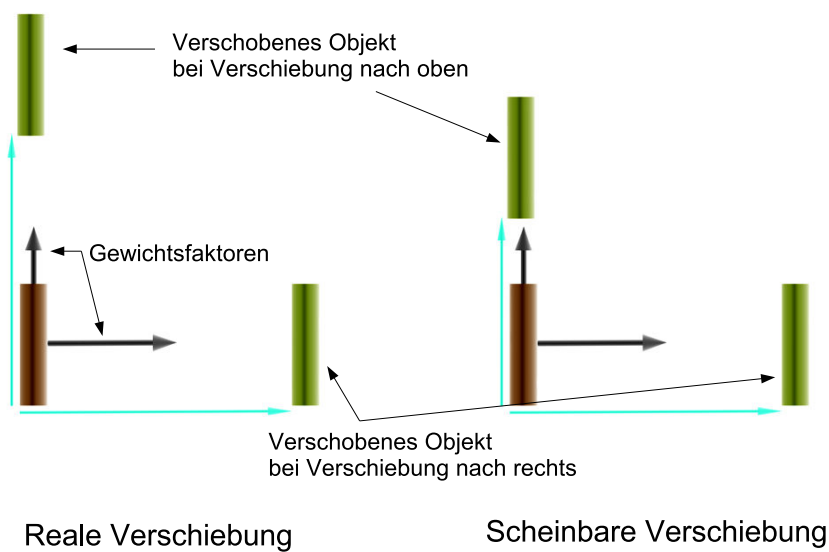 Verschobenes Objekt
bei Verschiebung nach oben
Gewichtsfaktoren
Verschobenes Objekt
bei Verschiebung nach rechts
Reale Verschiebung
Scheinbare Verschiebung